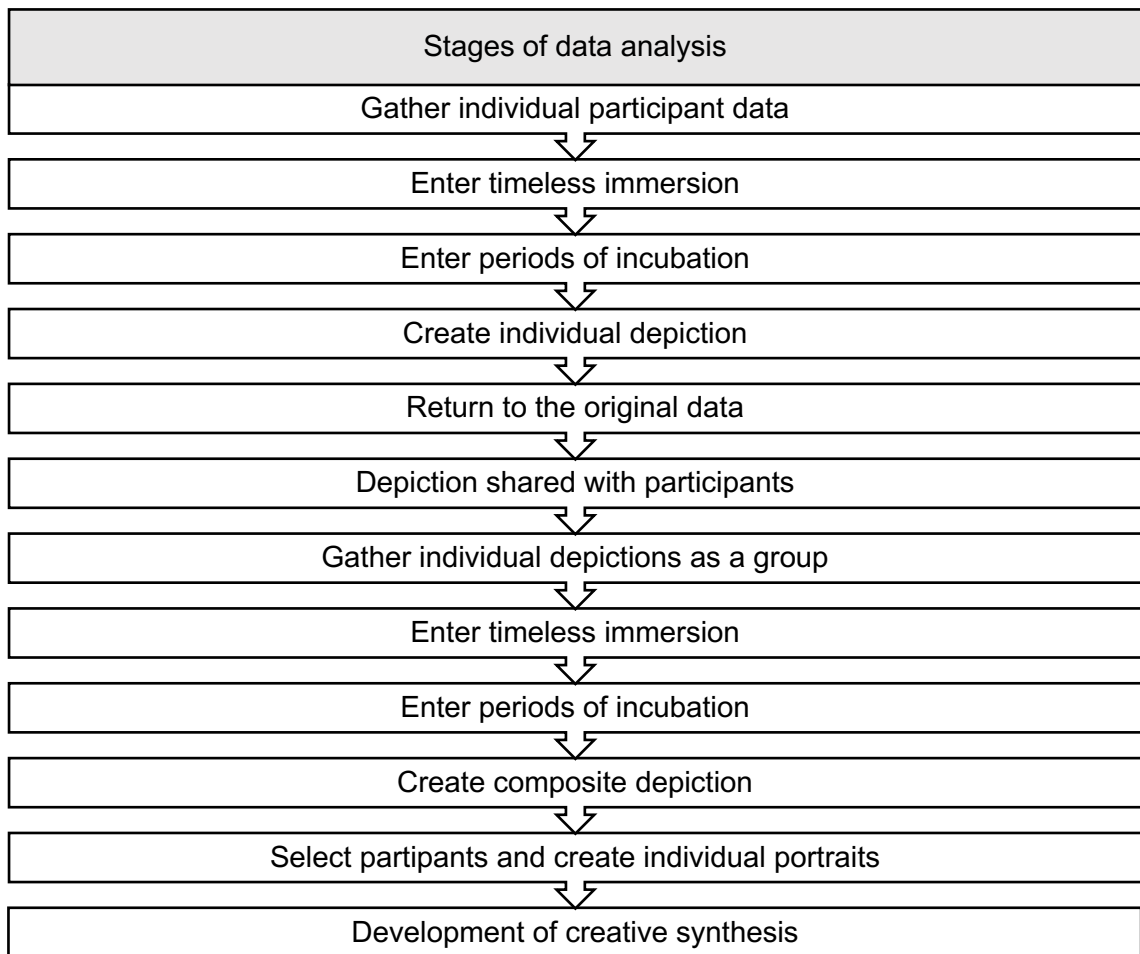 Stages of data analysis
Gather individual participant data
Enter timeless immersion
Enter periods of incubation
Create individual depiction
Return to the original data
Depiction shared with participants
Gather individual depictions as a group
Enter timeless immersion
Enter periods of incubation
Create composite depiction
Select partipants and create individual portraits
Development of creative synthesis